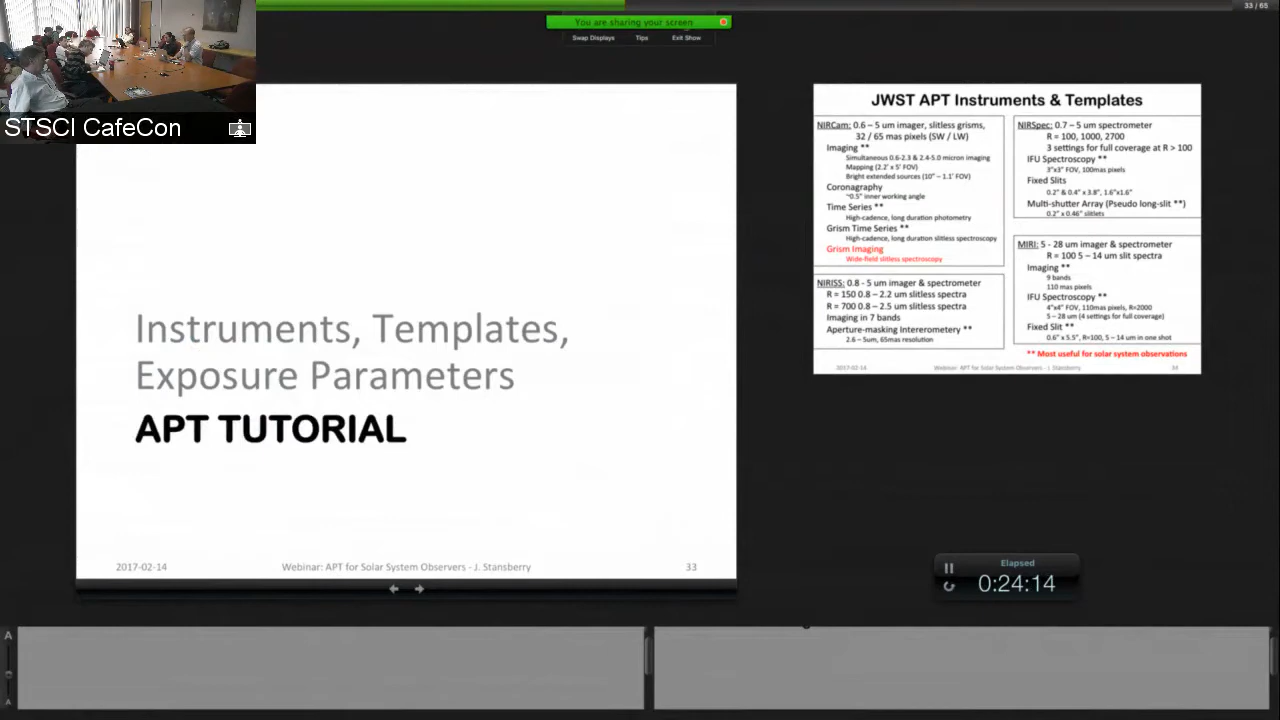 33 / 65
You are sharing your screen
Swap Displays Tips Exit Show
STSCI CafeCon
Instruments, Templates,
Exposure Parameters
APT TUTORIAL
2017-02-14 Webinar: APT for Solar System Observers - J. Stansberry 33
JWST APT Instruments & Templates
NIRCam: 0.6 – 5 um imager, slitless grisms,
32 / 65 mas pixels (SW / LW)
Imaging **
Simultaneous 0.6-2.3 & 2.4-5.0 micron imaging
Mapping (2.2' x 5' FOV)
Bright extended sources (10" – 1.1' FOV)
Coronagraphy
~0.5" inner working angle
Time Series **
High-cadence, long duration photometry
Grism Time Series **
High-cadence, long duration slitless spectroscopy
Grism Imaging
Wide-field slitless spectroscopy
NIRISS: 0.8 - 5 um imager & spectrometer
R = 150 0.8 – 2.2 um slitless spectra
R = 700 0.8 – 2.5 um slitless spectra
Imaging in 7 bands
Aperture-masking Intererometry **
2.6 – 5um, 65mas resolution
NIRSpec: 0.7 – 5 um spectrometer
R = 100, 1000, 2700
3 settings for full coverage at R > 100
IFU Spectroscopy **
3"x3" FOV, 100mas pixels
Fixed Slits
0.2" & 0.4" x 3.8", 1.6"x1.6"
Multi-shutter Array (Pseudo long-slit **)
0.2" x 0.46" slitlets
MIRI: 5 - 28 um imager & spectrometer
R = 100 5 – 14 um slit spectra
Imaging **
9 bands
110 mas pixels
IFU Spectroscopy **
4"x4" FOV, 110mas pixels, R=2000
5 – 28 um (4 settings for full coverage)
Fixed Slit **
0.6" x 5.5", R=100, 5 – 14 um in one shot
** Most useful for solar system observations
2017-02-14 Webinar: APT for Solar System Observers - J. Stansberry 34
Elapsed
0:24:14
A
A